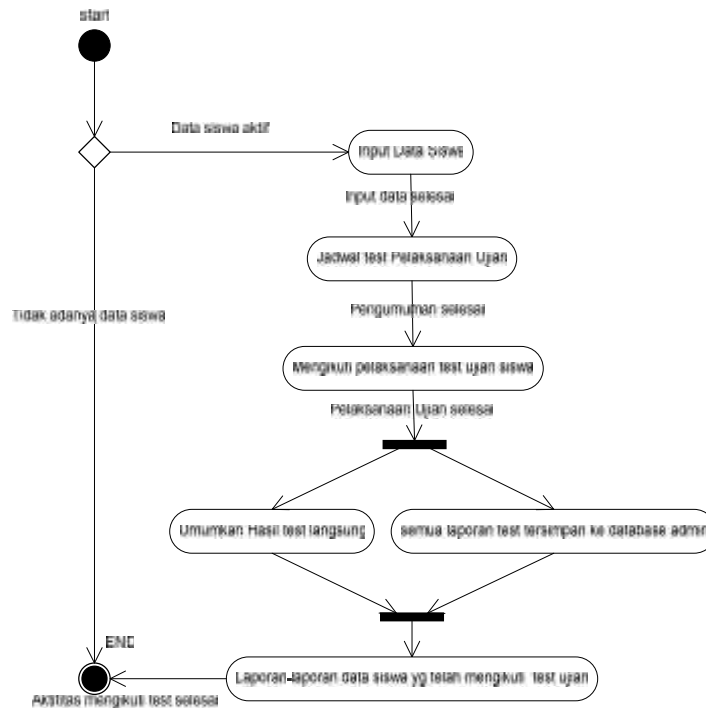 start
Data siswa aktif
Input Data Siswa
Input data selesai
Jadwal test Pelaksanaan Ujian
Pengumuman selesai
Tidak adanya data siswa
Mengikuti pelaksanaan test ujian siswa
Pelaksanaan Ujian selesai
Umumkan Hasil test langsung
semua laporan test tersimpan ke database admin
END
Laporan-laporan data siswa yg telah mengikuti test ujian
Aktifitas mengikuti test selesai